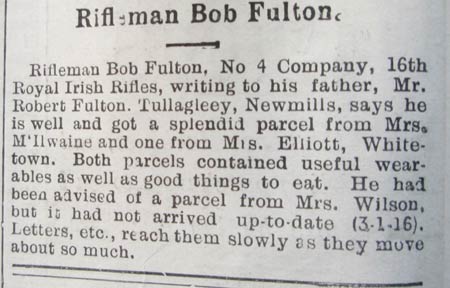 Rifleman Bob Fulton.
Rifleman Bob Fulton, No 4 Company, 16th
Royal Irish Rifles, writing to his father, Mr.
Robert Fulton. Tullagleey, Newmills, says he
is well and got a splendid parcel from Mrs.
M'Ilwaine and one from Mrs Elliott, White-
town. Both parcels contained useful wear-
ables as well as good things to eat. He had
been advised of a parcel from Mrs. Wilson,
but it had not arrived up-to-date (3-1-16).
Letters, etc., reach them slowly as they move
about so much.